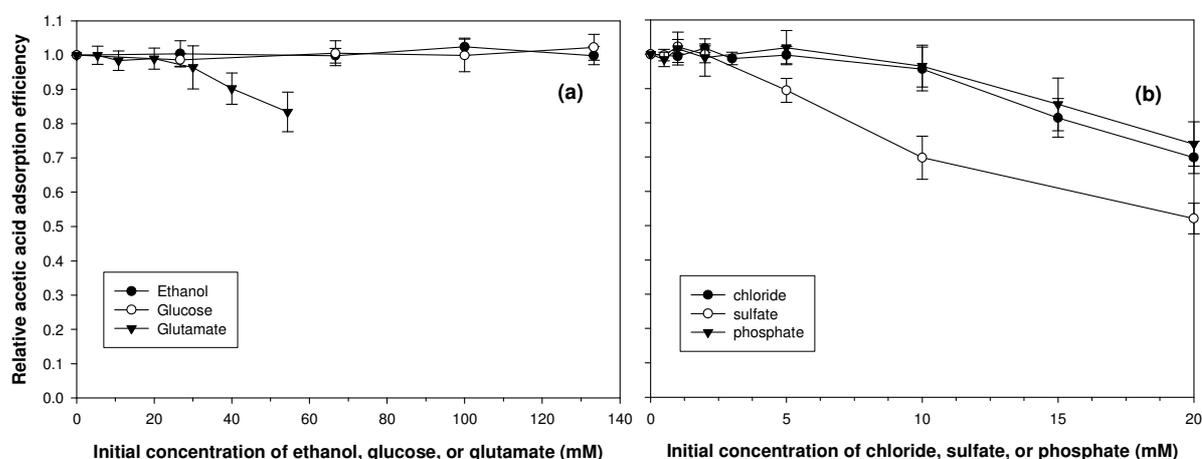 Relative acetic acid adsorption efficiency
1.1
1.0
0.9
0.8
0.7
0.6
0.5
0.4
0.3
0.2
0.1
0.0
(a)
Ethanol
Glucose
Glutamate
0 20 40 60 80 100 120 140
Initial concentration of ethanol, glucose, or glutamate (mM)
(b)
chloride
sulfate
phosphate
0 5 10 15 20
Initial concentration of chloride, sulfate, or phosphate (mM)